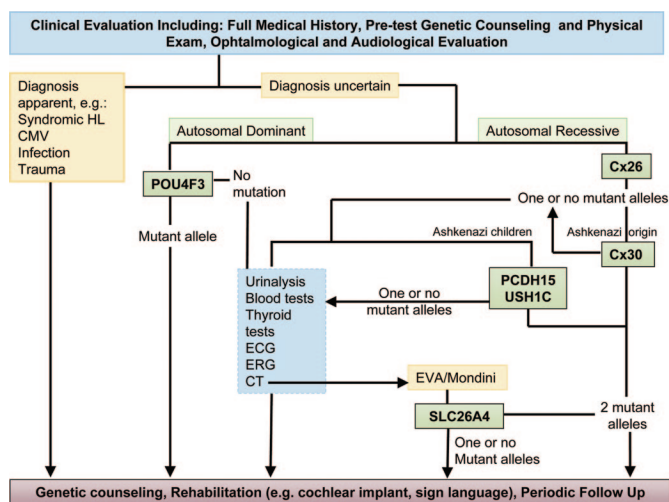 Clinical Evaluation Including: Full Medical History, Pre-test Genetic Counseling and Physical
Exam, Ophtalmological and Audiological Evaluation
Diagnosis
apparent, e.g.:
Syndromic HL
CMV
Infection
Trauma
Diagnosis uncertain
Autosomal Dominant
Autosomal Recessive
POU4F3
No
mutation
Mutant allele
Cx26
One or no mutant alleles
Ashkenazi children
Ashkenazi origin
Cx30
Urinalysis
Blood tests
Thyroid
tests
ECG
ERG
CT
One or no
mutant alleles
PCDH15
USH1C
EVA/Mondini
SLC26A4
2 mutant
alleles
One or no
Mutant alleles
Genetic counseling, Rehabilitation (e.g. cochlear implant, sign language), Periodic Follow Up